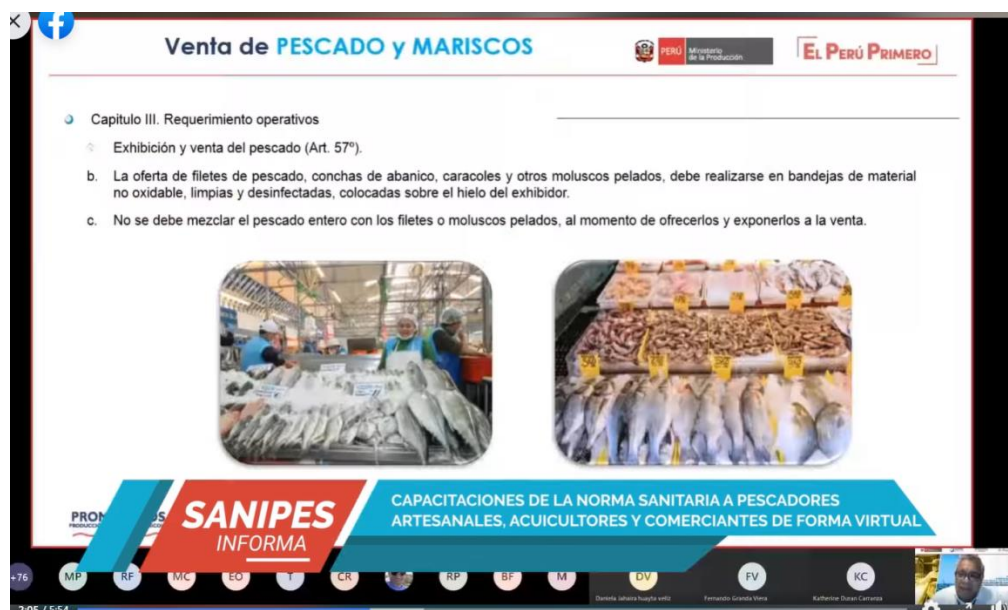 Venta de PESCADO y MARISCOS
PERÚ
Ministerio
de la Producción
EL PERÚ PRIMERO
Capitulo III. Requerimiento operativos
Exhibición y venta del pescado (Art. 57º).
b. La oferta de filetes de pescado, conchas de abanico, caracoles y otros moluscos pelados, debe realizarse en bandejas de material
no oxidable, limpias y desinfectadas, colocadas sobre el hielo del exhibidor.
c. No se debe mezclar el pescado entero con los filetes o moluscos pelados, al momento de ofrecerlos y exponerlos a la venta.
SANIPES
INFORMA
CAPACITACIONES DE LA NORMA SANITARIA A PESCADORES
ARTESANALES, ACUICULTORES Y COMERCIANTES DE FORMA VIRTUAL
+76 MP RF MC EO T CR RP BF M DV FV KC
Fernando Granda Viera
Katherine Duran Carranza
2:05 / 5:54